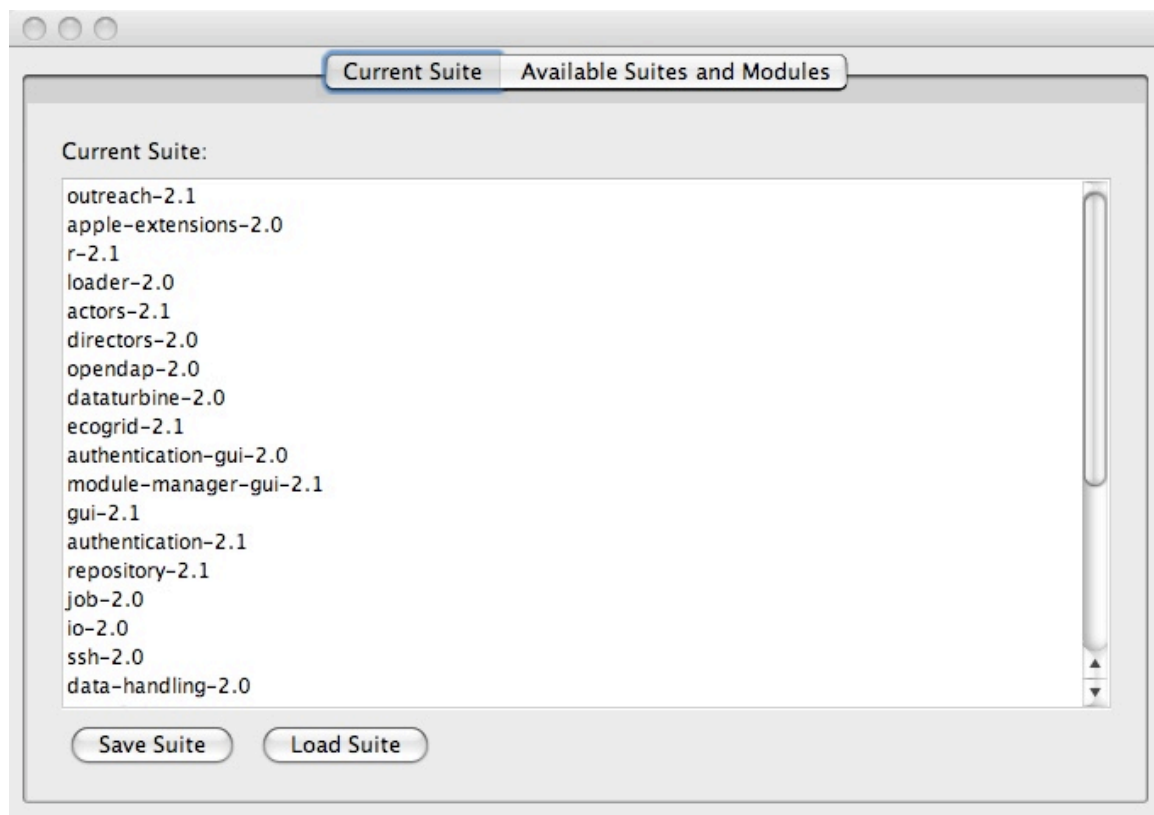 Current Suite
Available Suites and Modules
Current Suite:
outreach-2.1
apple-extensions-2.0
r-2.1
loader-2.0
actors-2.1
directors-2.0
opendap-2.0
dataturbine-2.0
ecogrid-2.1
authentication-gui-2.0
module-manager-gui-2.1
gui-2.1
authentication-2.1
repository-2.1
job-2.0
io-2.0
ssh-2.0
data-handling-2.0
Save Suite
Load Suite